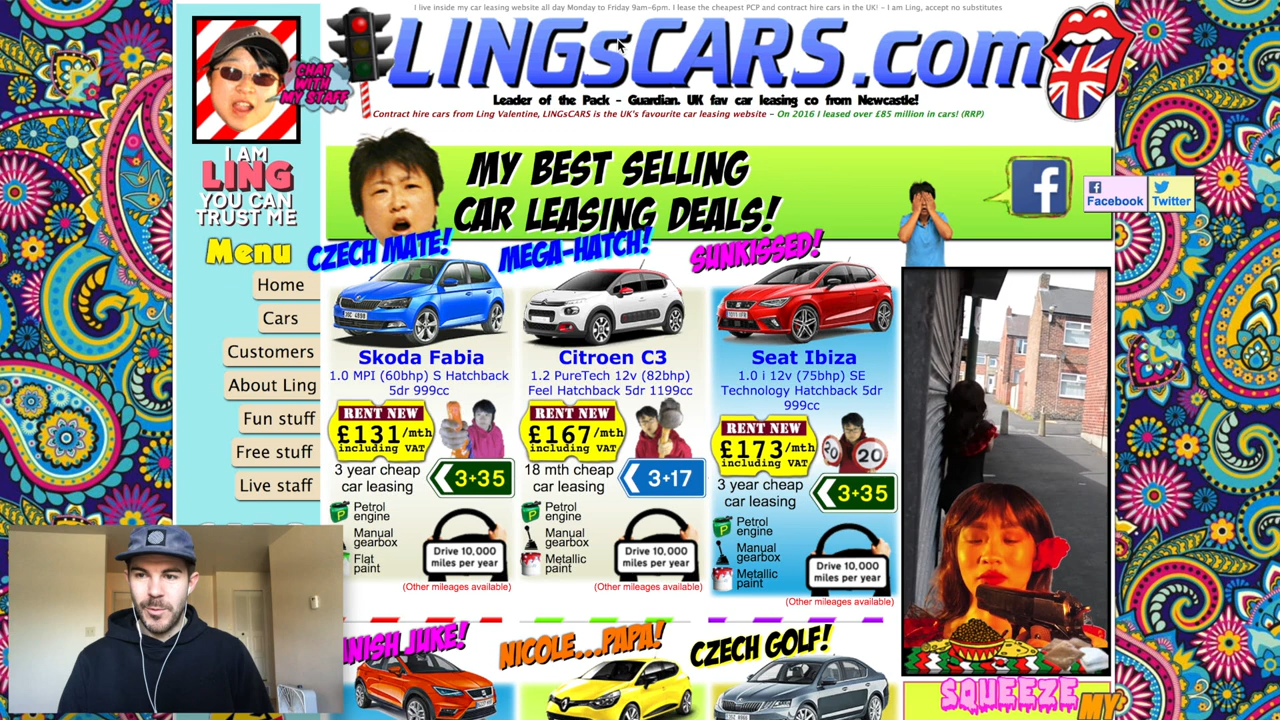 I live inside my car leasing website all day Monday to Friday 9am-6pm. I lease the cheapest PCP and contract hire cars in the UK! - I am Ling, accept no substitutes
LINGsCARS.com
Leader of the Pack - Guardian. UK fav car leasing co from Newcastle!
Contract hire cars from Ling Valentine, LINGsCARS is the UK's favourite car leasing website - On 2016 I leased over £85 million in cars! (RRP)
CHAT
WITH
MY STAFF
I AM
LING
YOU CAN
TRUST ME
Menu
Home
Cars
Customers
About Ling
Fun stuff
Free stuff
Live staff
MY BEST SELLING
CAR LEASING DEALS!
Facebook
Twitter
CZECH MATE!
Skoda Fabia
1.0 MPI (60bhp) S Hatchback
5dr 999cc
RENT NEW
£131/mth
including VAT
3 year cheap
car leasing
3+35
Petrol
engine
Manual
gearbox
Flat
paint
Drive 10,000
miles per year
(Other mileages available)
MEGA-HATCH!
Citroen C3
1.2 PureTech 12v (82bhp)
Feel Hatchback 5dr 1199cc
RENT NEW
£167/mth
including VAT
18 mth cheap
car leasing
3+17
Petrol
engine
Manual
gearbox
Metallic
paint
Drive 10,000
miles per year
(Other mileages available)
SUNKISSED!
Seat Ibiza
1.0 i 12v (75bhp) SE
Technology Hatchback 5dr
999cc
RENT NEW
£173/mth
including VAT
20
20
3 year cheap
car leasing
3+35
Petrol
engine
Manual
gearbox
Metallic
paint
Drive 10,000
miles per year
(Other mileages available)
ANISH JUKE!
NICOLE...PAPA!
CZECH GOLF!
SQUEEZE
MY